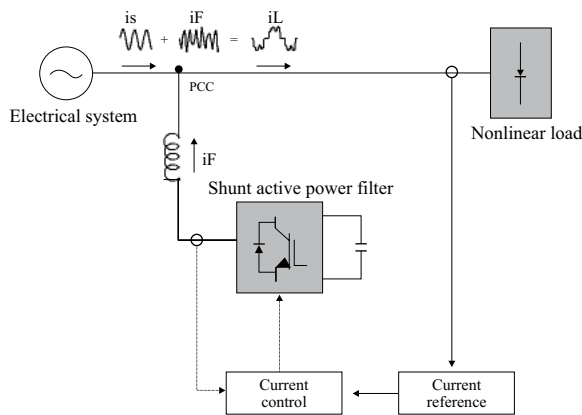 is + iF = iL
PCC
Electrical system
Nonlinear load
iF
Shunt active power filter
Current
control
Current
reference